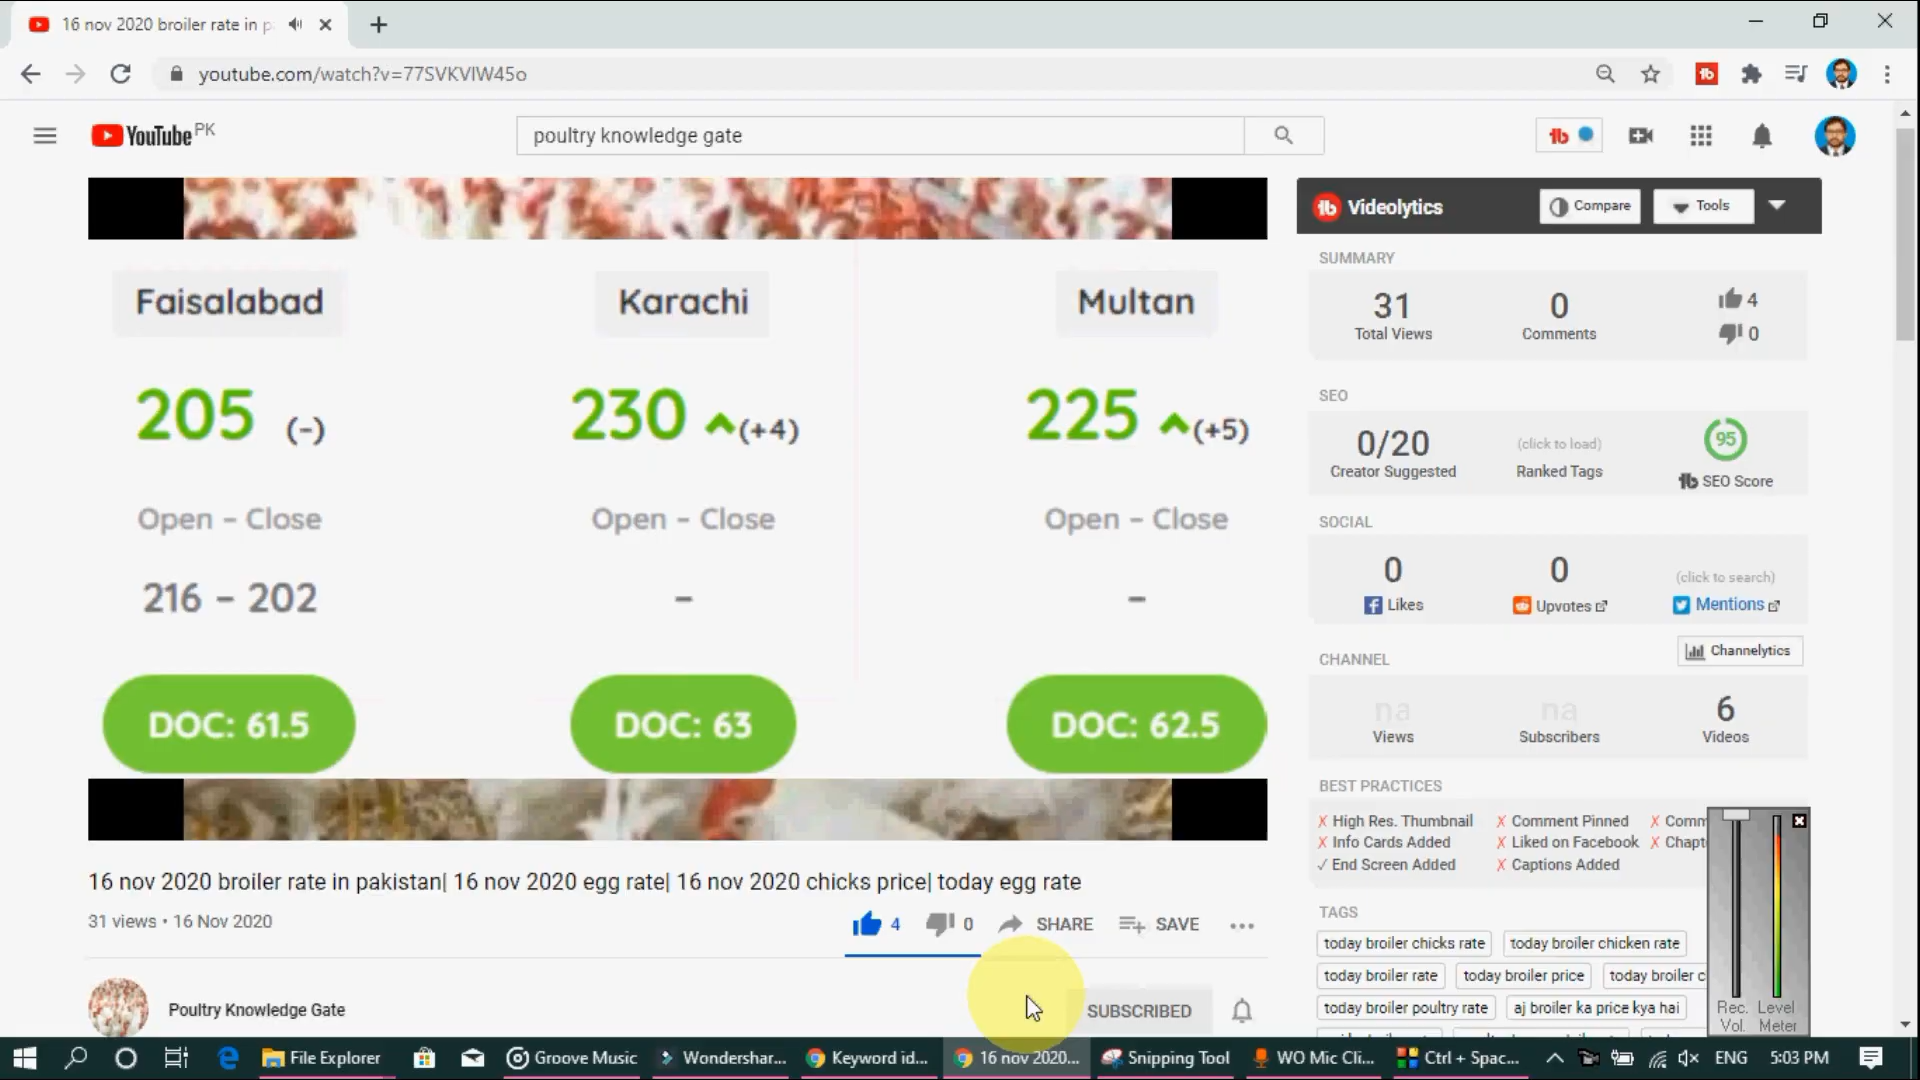 16 nov 2020 broiler rate in p
youtube.com/watch?v=77SVKVIW45o
YouTube PK
poultry knowledge gate
Faisalabad Karachi Multan
205 (-) 230 (+4) 225 (+5)
Open - Close Open - Close Open - Close
216 - 202 - -
DOC: 61.5 DOC: 63 DOC: 62.5
16 nov 2020 broiler rate in pakistan| 16 nov 2020 egg rate| 16 nov 2020 chicks price| today egg rate
31 views • 16 Nov 2020
4 0 SHARE SAVE
Poultry Knowledge Gate
SUBSCRIBED
Videolytics Compare Tools
SUMMARY
31 0 4
Total Views Comments 0
SEO
0/20 (click to load) 95
Creator Suggested Ranked Tags SEO Score
SOCIAL
0 0 (click to search)
Likes Upvotes Mentions
CHANNEL Channelytics
na na 6
Views Subscribers Videos
BEST PRACTICES
X High Res. Thumbnail X Comment Pinned X Comm
X Info Cards Added X Liked on Facebook X Chapt
✓ End Screen Added X Captions Added
TAGS
today broiler chicks rate today broiler chicken rate
today broiler rate today broiler price today broiler c
today broiler poultry rate aj broiler ka price kya hai
Rec. Level
Vol. Meter
File Explorer Groove Music Wondershar... Keyword id... 16 nov 2020... Snipping Tool WO Mic Cli... Ctrl + Spac... ENG 5:03 PM